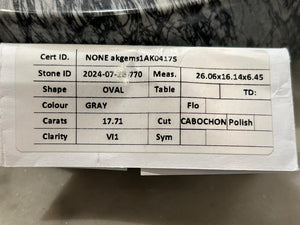 Cert ID. NONE akgems1AK04175
Stone ID 2024-07-28-770 Meas. 26.06x16.14x6.45
Shape OVAL Table TD:
Colour GRAY Flo
Carats 17.71 Cut CABOCHON Polish
Clarity VI1 Sym